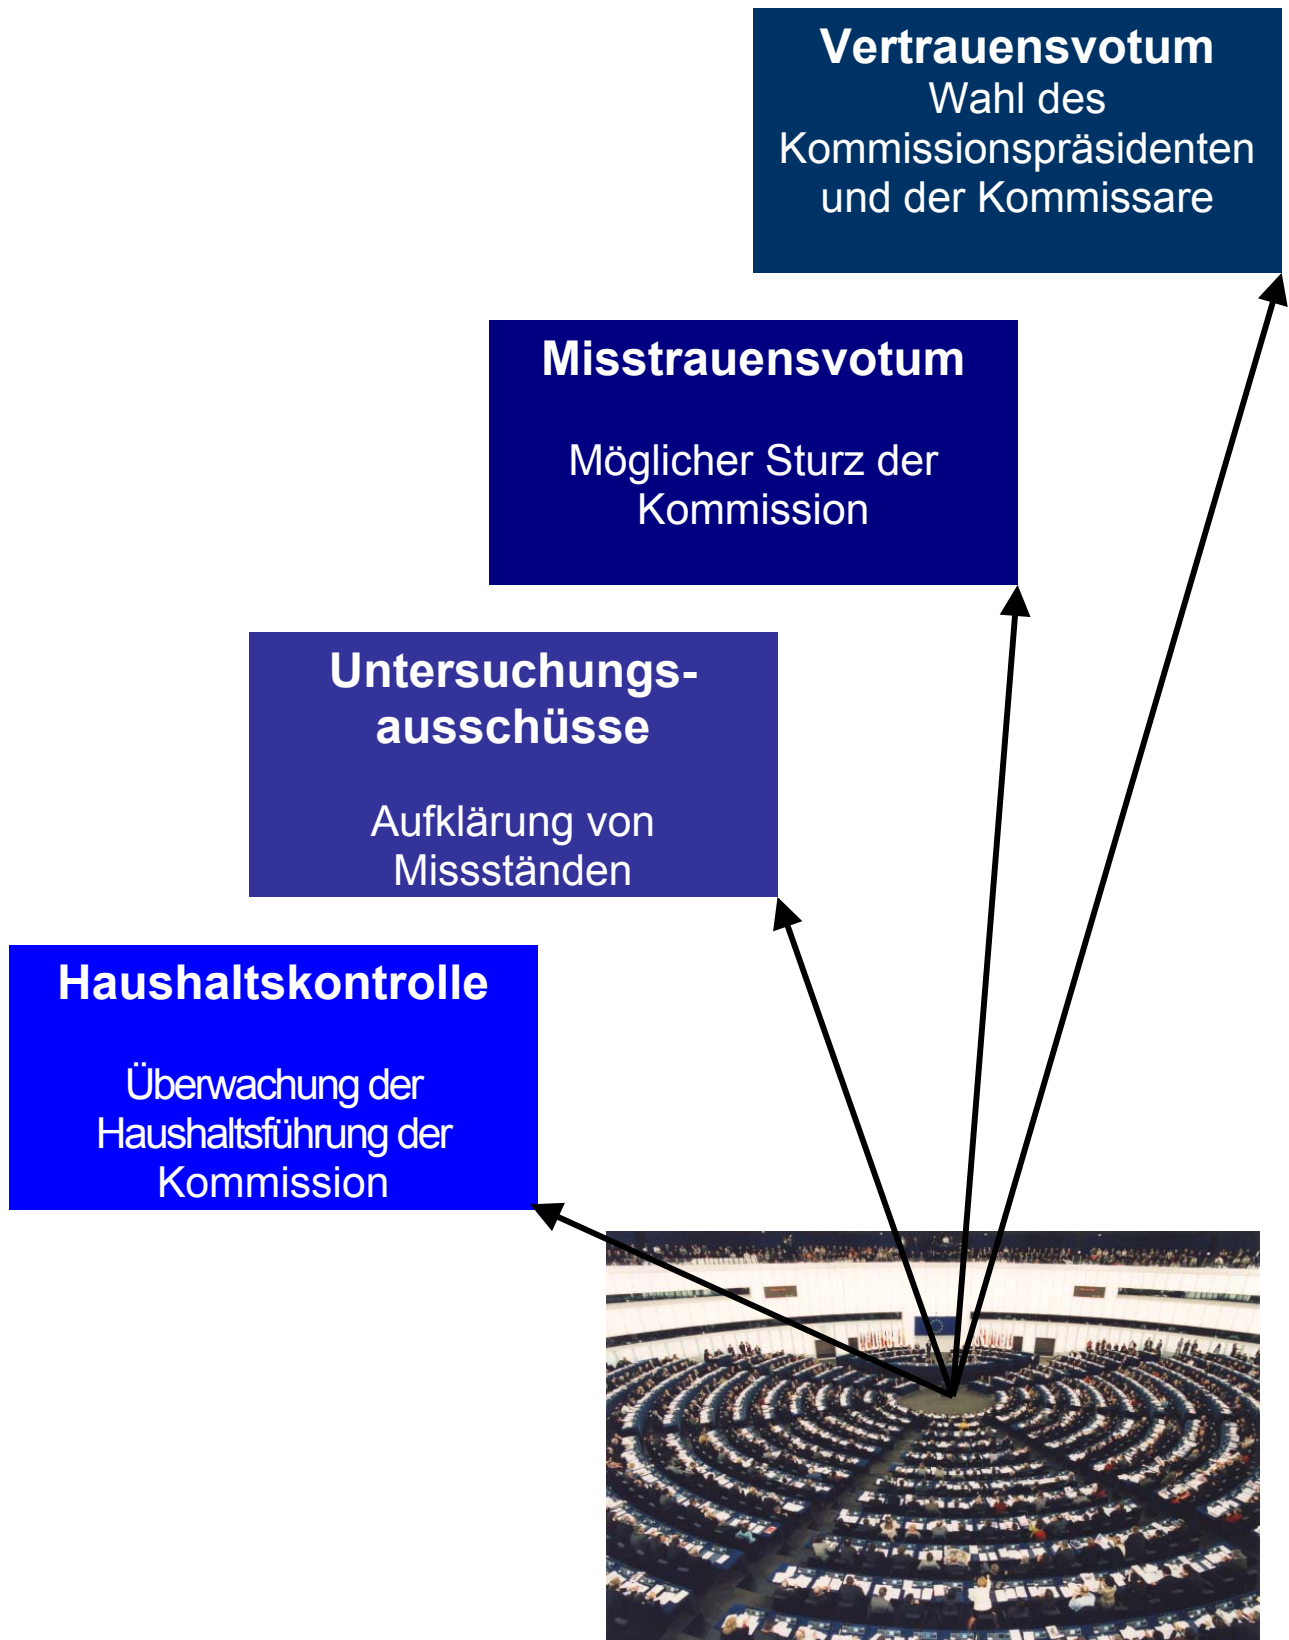 Vertrauensvotum
Wahl des
Kommissionspräsidenten
und der Kommissare
Misstrauensvotum
Möglicher Sturz der
Kommission
Untersuchungs-
ausschüsse
Aufklärung von
Missständen
Haushaltskontrolle
Überwachung der
Haushaltsführung der
Kommission